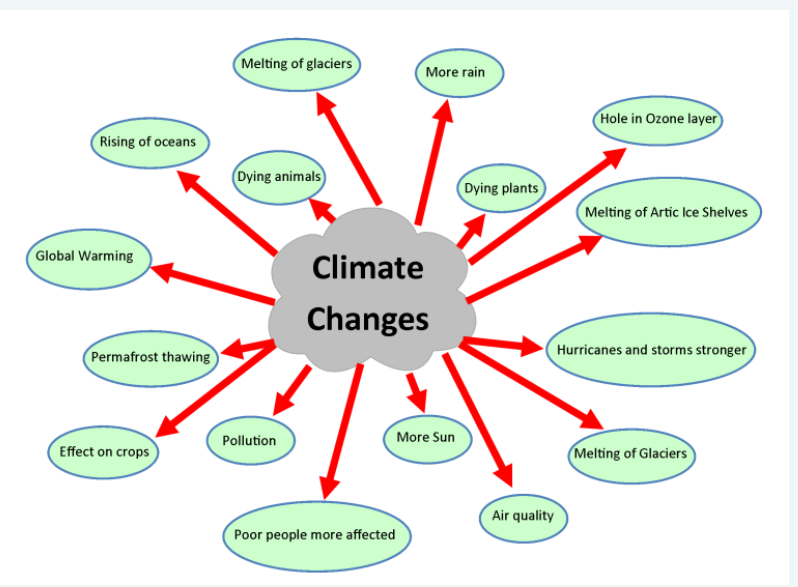 Melting of glaciers
More rain
Hole in Ozone layer
Rising of oceans
Dying animals
Dying plants
Melting of Artic Ice Shelves
Global Warming
Climate
Changes
Permafrost thawing
Hurricanes and storms stronger
Effect on crops
Pollution
More Sun
Melting of Glaciers
Air quality
Poor people more affected